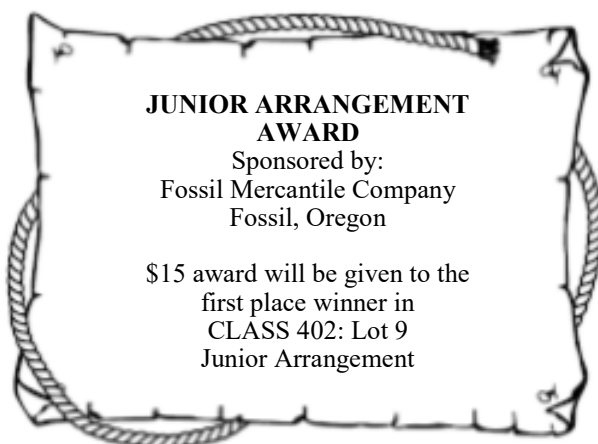 JUNIOR ARRANGEMENT
AWARD
Sponsored by:
Fossil Mercantile Company
Fossil, Oregon
$15 award will be given to the
first place winner in
CLASS 402: Lot 9
Junior Arrangement